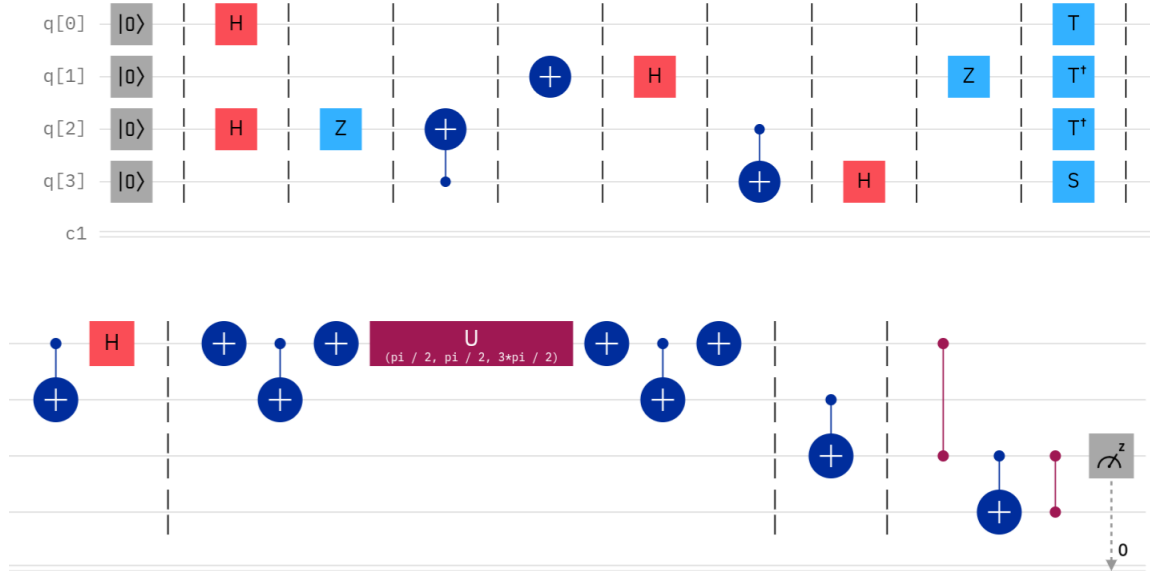 q[0] |0⟩ H T
q[1] |0⟩ H Z T†
q[2] |0⟩ H Z T†
q[3] |0⟩ H S
c1
H U
(pi / 2, pi / 2, 3*pi / 2)
z
0